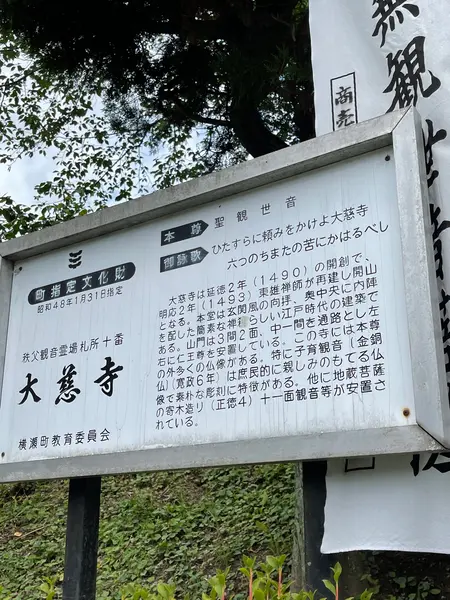 無観世音菩薩
商売
町指定文化財
昭和48年1月31日指定
秩父観音霊場札所十番
大慈寺
横瀬町教育委員会
本尊 聖観世音
御詠歌 ひたすらに頼みをかけよ大慈寺
六つのちまたの苦にかはるべし
大慈寺は延徳2年（1490）の開創で、
明応2年（1493）東雄禅師が再建し開山
となる。本堂は玄関風の向拝、奥中央に内陣
を配した簡素な禅寺らしい江戸時代の建築で
ある。山門は3間2面、中一間を通路とし左
右に仁王尊を安置している。この寺には本尊
の外多くの仏像がある。特に子育観音（金銅
仏）（寛政6年）は庶民的に親しみのもてる仏
像で素朴な彫刻に特徴がある。他に地蔵菩薩
の寄木造り（正徳4）十一面観音等が安置さ
れている。